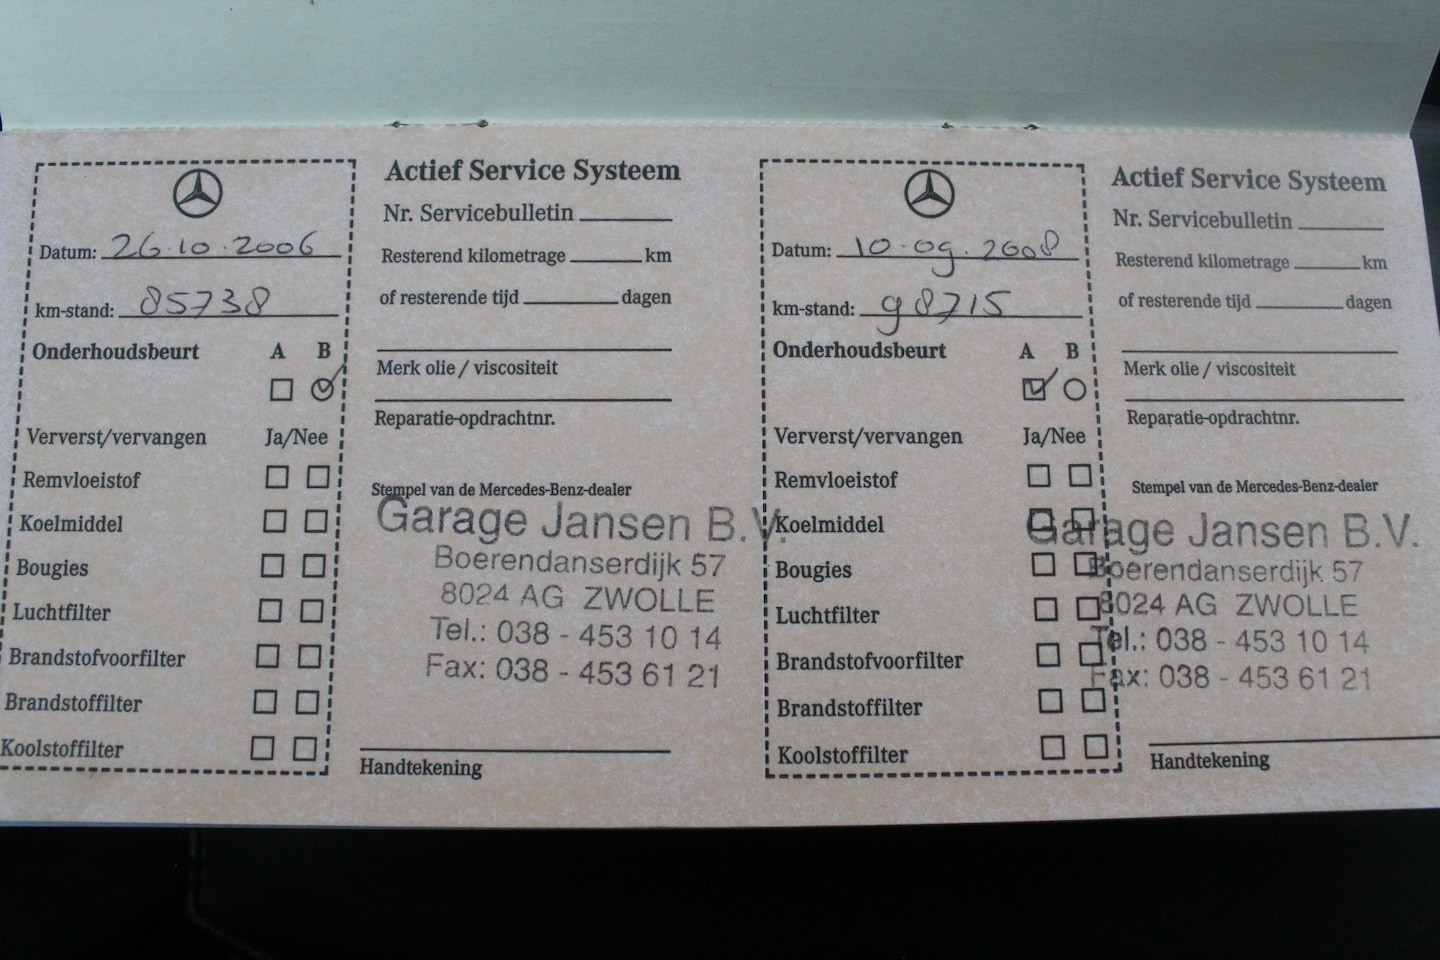 Datum: 26.10.2006
km-stand: 85738
Onderhoudsbeurt A B
Ververst/vervangen Ja/Nee
Remvloeistof
Koelmiddel
Bougies
Luchtfilter
Brandstofvoorfilter
Brandstoffilter
Koolstoffilter
Actief Service Systeem
Nr. Servicebulletin
Resterend kilometrage km
of resterende tijd dagen
Merk olie / viscositeit
Reparatie-opdrachtnr.
Stempel van de Mercedes-Benz-dealer
Garage Jansen B.V.
Boerendanserdijk 57
8024 AG ZWOLLE
Tel.: 038 - 453 10 14
Fax: 038 - 453 61 21
Handtekening
Datum: 10.09.2008
km-stand: 98715
Onderhoudsbeurt A B
Ververst/vervangen Ja/Nee
Remvloeistof
Koelmiddel
Bougies
Luchtfilter
Brandstofvoorfilter
Brandstoffilter
Koolstoffilter
Actief Service Systeem
Nr. Servicebulletin
Resterend kilometrage km
of resterende tijd dagen
Merk olie / viscositeit
Reparatie-opdrachtnr.
Stempel van de Mercedes-Benz-dealer
Garage Jansen B.V.
Boerendanserdijk 57
8024 AG ZWOLLE
Tel.: 038 - 453 10 14
Fax: 038 - 453 61 21
Handtekening